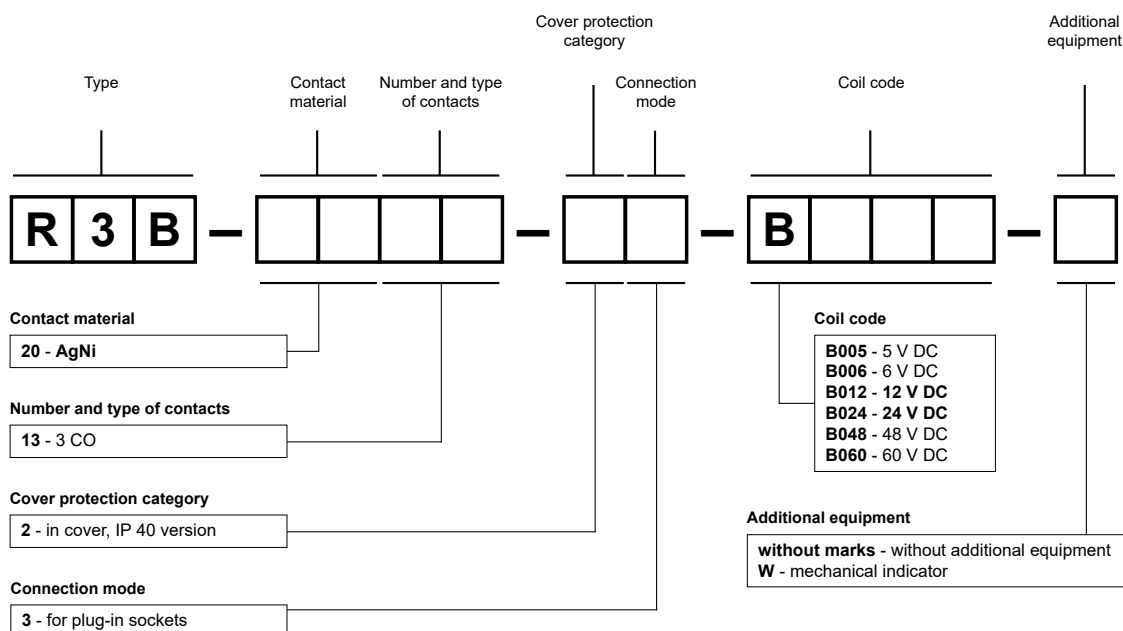 Cover protection
category
Additional
equipment
Type
Contact
material
Number and type
of contacts
Connection
mode
Coil code
R 3 B – – – B –
Contact material
20 - AgNi
Number and type of contacts
13 - 3 CO
Cover protection category
2 - in cover, IP 40 version
Connection mode
3 - for plug-in sockets
Coil code
B005 - 5 V DC
B006 - 6 V DC
B012 - 12 V DC
B024 - 24 V DC
B048 - 48 V DC
B060 - 60 V DC
Additional equipment
without marks - without additional equipment
W - mechanical indicator